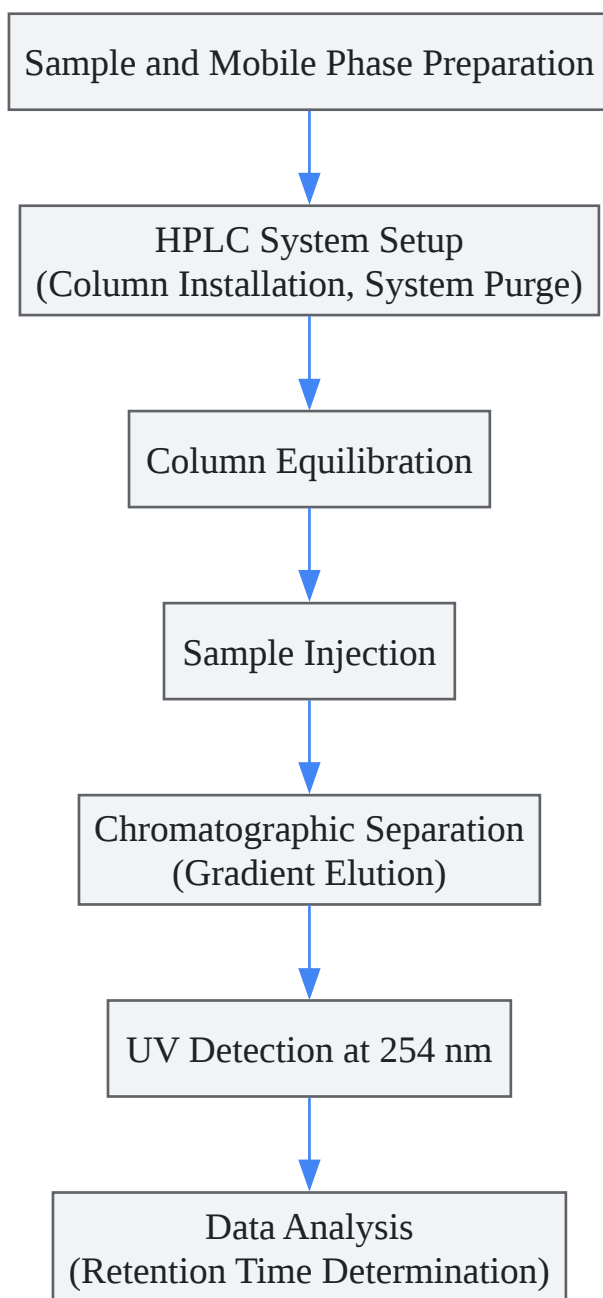 Sample and Mobile Phase Preparation
HPLC System Setup
(Column Installation, System Purge)
Column Equilibration
Sample Injection
Chromatographic Separation
(Gradient Elution)
UV Detection at 254 nm
Data Analysis
(Retention Time Determination)